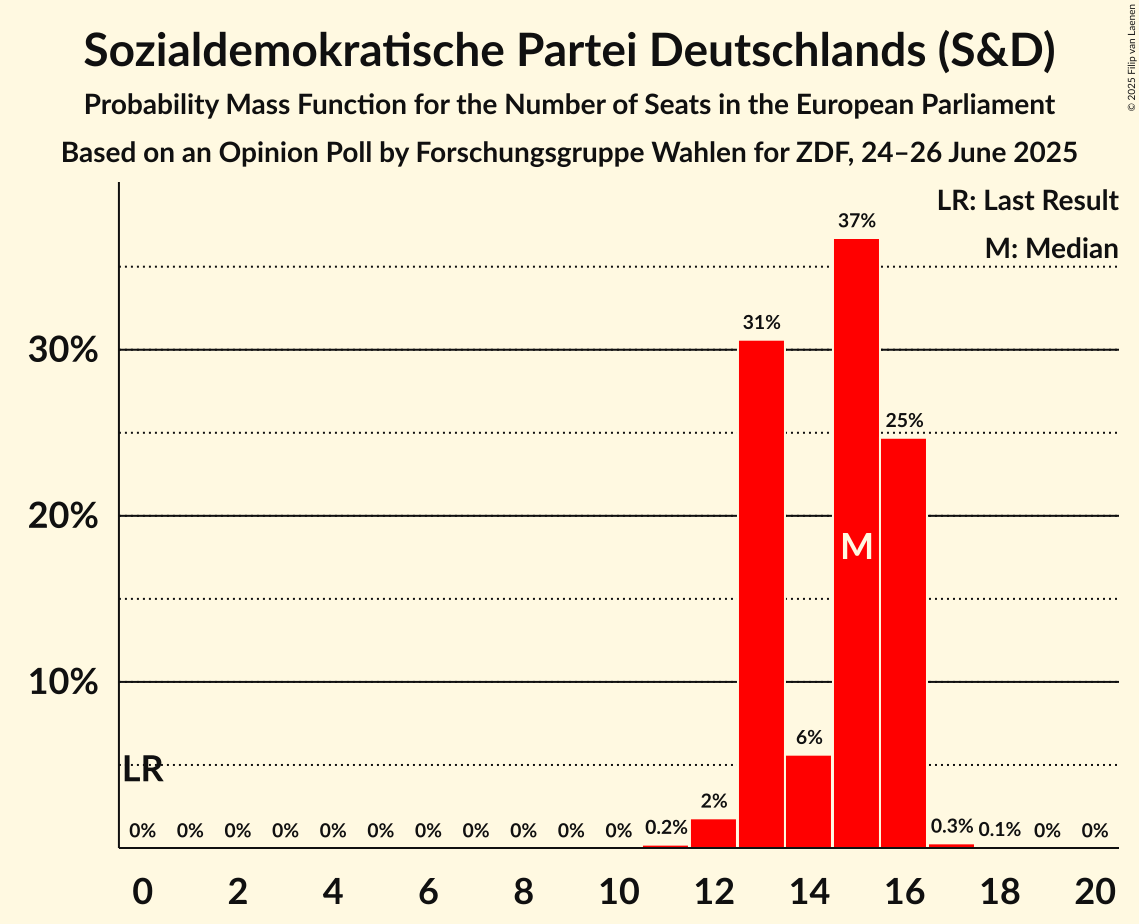 Sozialdemokratische Partei Deutschlands (S&D)
Probability Mass Function for the Number of Seats in the European Parliament
Based on an Opinion Poll by Forschungsgruppe Wahlen for ZDF, 24–26 June 2025
© 2025 Filip van Laenen
LR: Last Result
M: Median
37%
31%
30%
25%
20%
M
10%
6%
LR
2%
0% 0% 0% 0% 0% 0% 0% 0% 0% 0% 0% 0.2% 0.3% 0.1% 0% 0%
0 2 4 6 8 10 12 14 16 18 20